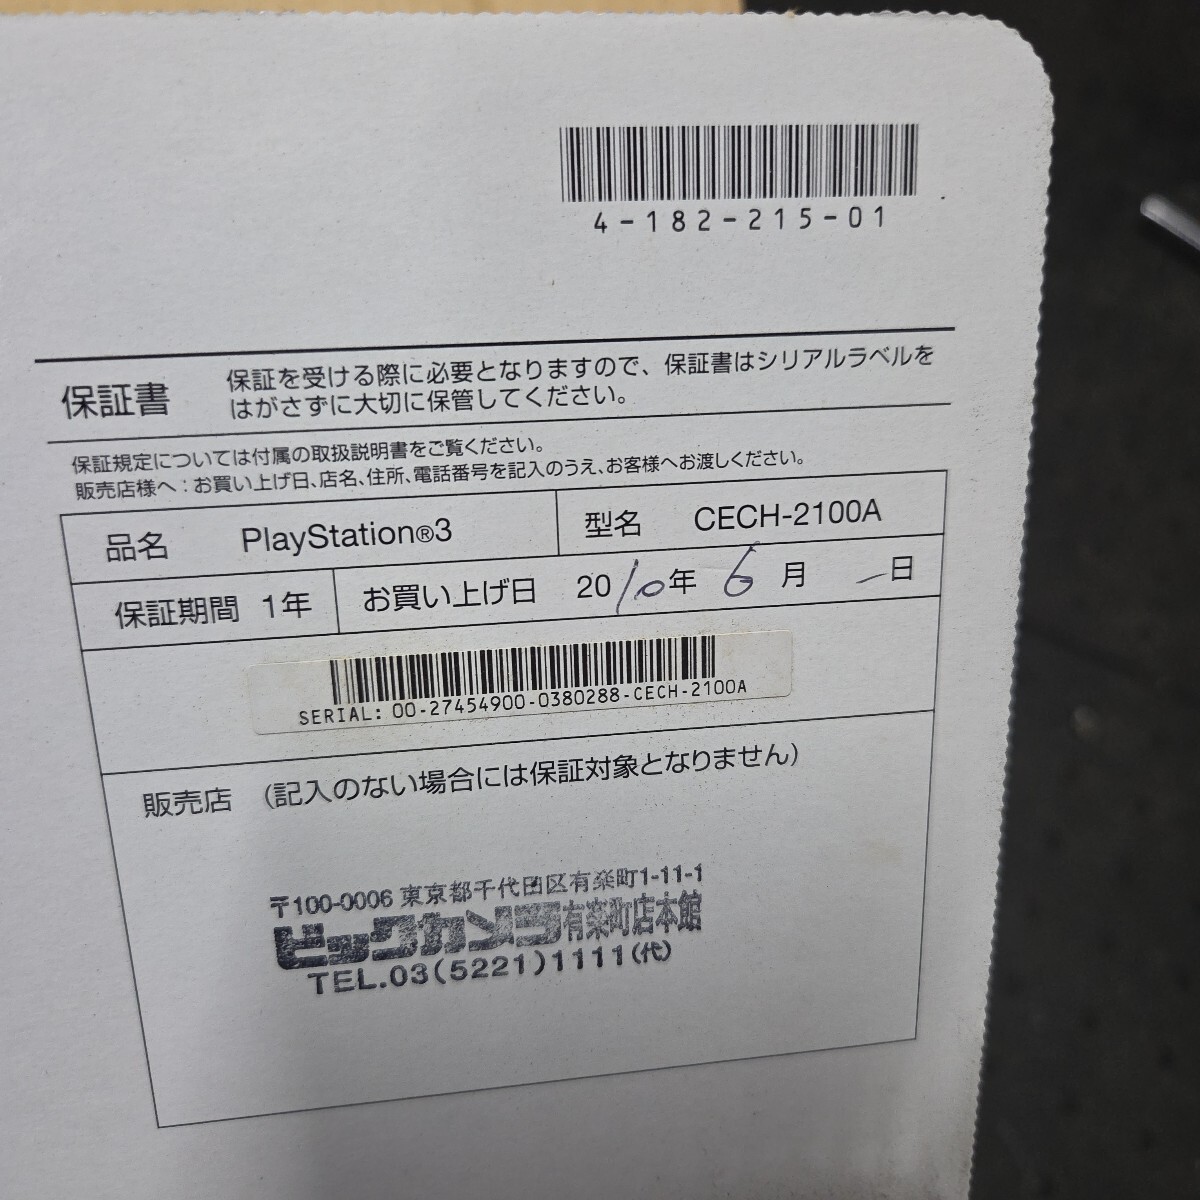 4-182-215-01
保証書
保証を受ける際に必要となりますので、保証書はシリアルラベルを
はがさずに大切に保管してください。
保証規定については付属の取扱説明書をご覧ください。
販売店様へ：お買い上げ日、店名、住所、電話番号を記入のうえ、お客様へお渡しください。
品名 PlayStation®3 型名 CECH-2100A
保証期間 1年 お買い上げ日 2010年 6月 日
SERIAL: 00-27454900-0380288-CECH-2100A
販売店 （記入のない場合には保証対象となりません）
〒100-0006 東京都千代田区有楽町1-11-1
ビックカメラ有楽町店本館
TEL.03(5221)1111(代)